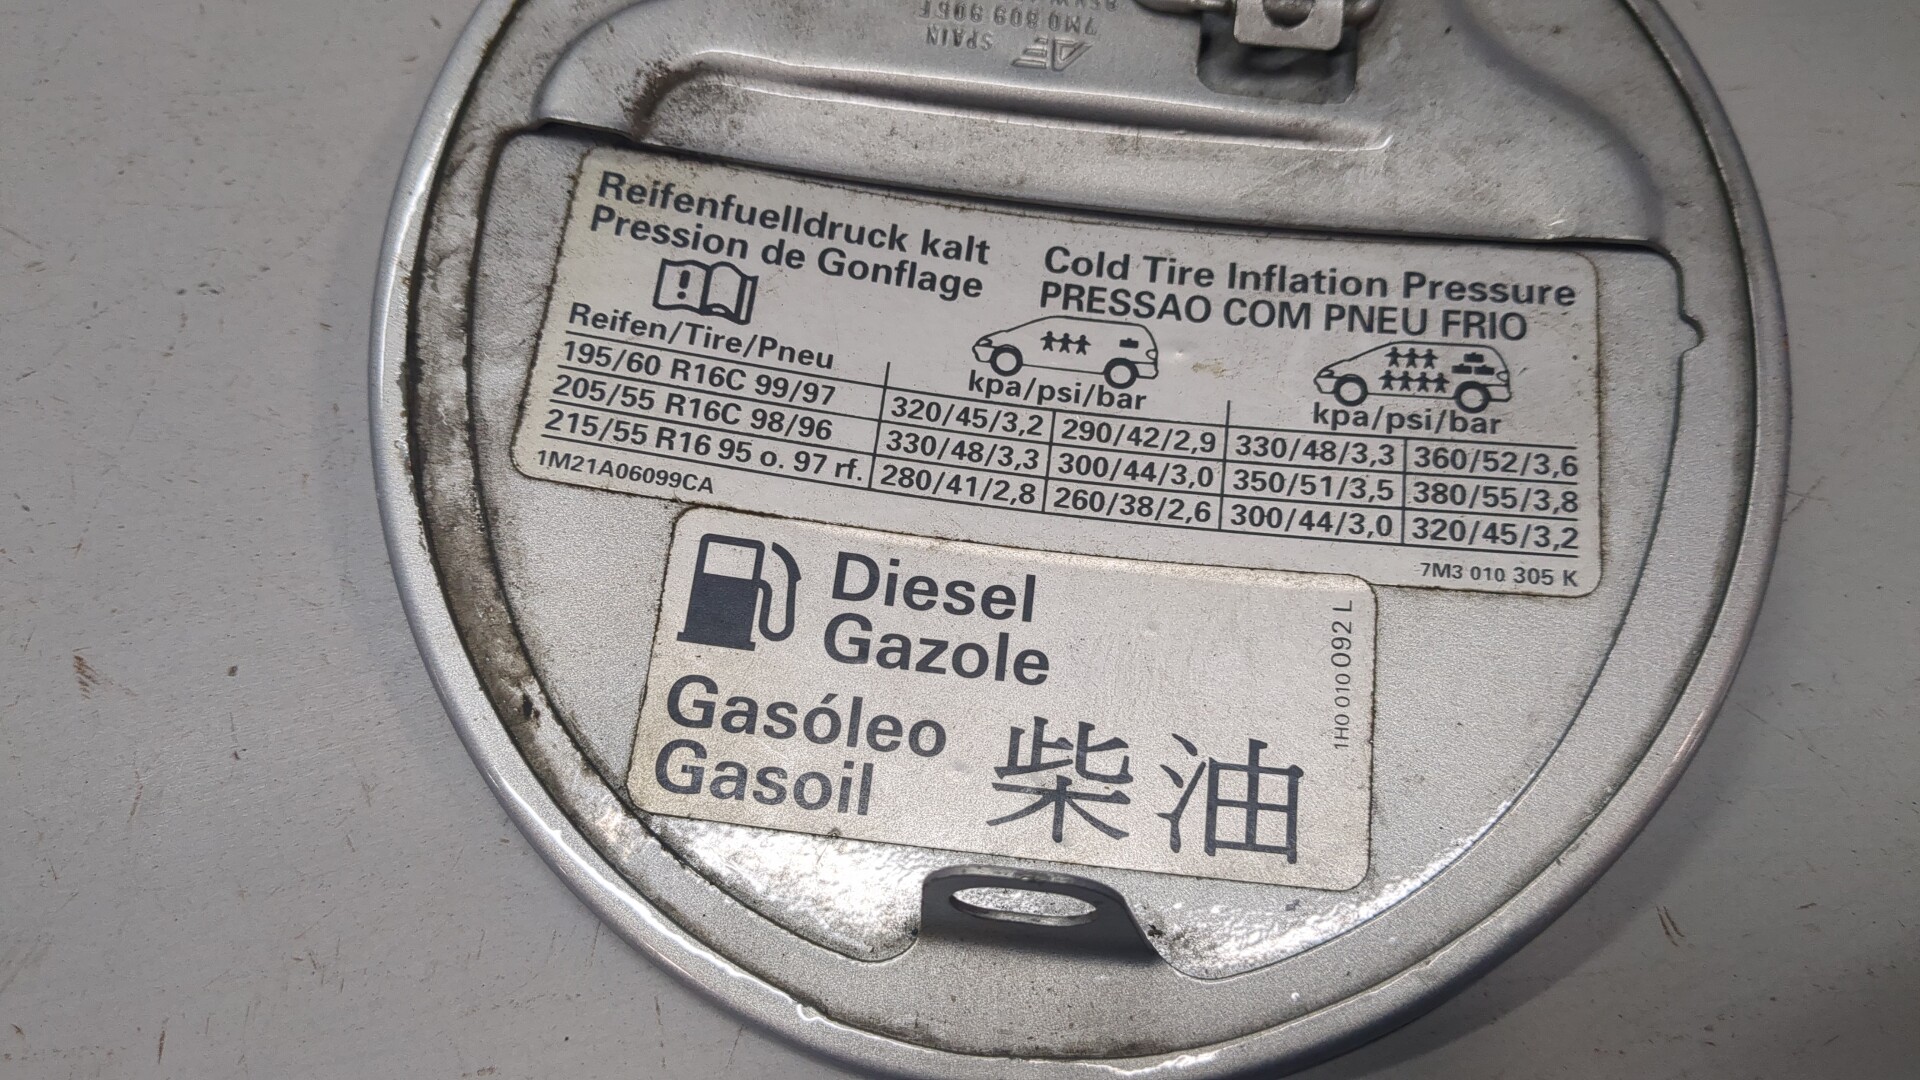 7M0 809 906F
SPAIN
Reifenfuelldruck kalt
Pression de Gonflage
Cold Tire Inflation Pressure
PRESSAO COM PNEU FRIO
Reifen/Tire/Pneu
kpa/psi/bar
kpa/psi/bar
195/60 R16C 99/97 320/45/3,2 290/42/2,9 330/48/3,3 360/52/3,6
205/55 R16C 98/96 330/48/3,3 300/44/3,0 350/51/3,5 380/55/3,8
215/55 R16 95 o. 97 rf. 280/41/2,8 260/38/2,6 300/44/3,0 320/45/3,2
1M21A06099CA
7M3 010 305 K
Diesel
Gazole
Gasóleo
Gasoil
柴油
1H0 010 092 L